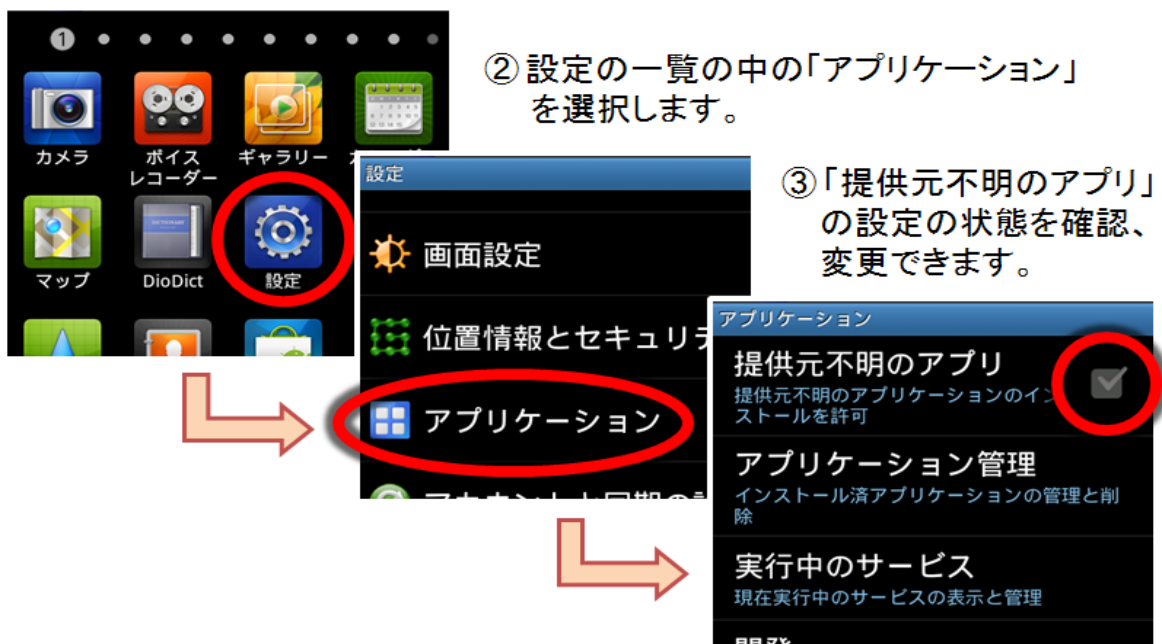 1
カメラ
ボイス
レコーダー
ギャラリー
マップ
DioDict
設定
②設定の一覧の中の「アプリケーション」
を選択します。
設定
画面設定
位置情報とセキュリテ
アプリケーション
③「提供元不明のアプリ」
の設定の状態を確認、
変更できます。
アプリケーション
提供元不明のアプリ
提供元不明のアプリケーションのイン
ストールを許可
アプリケーション管理
インストール済アプリケーションの管理と削
除
実行中のサービス
現在実行中のサービスの表示と管理